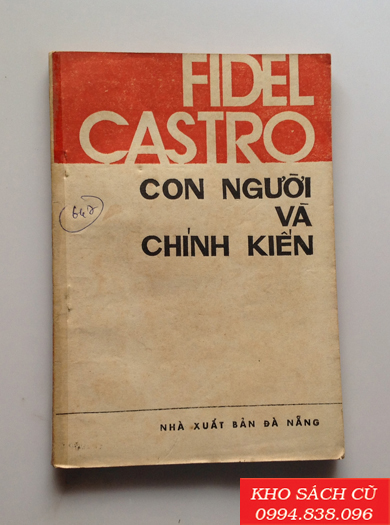 FIDEL
CASTRO
CON NGƯỜI
VÀ
CHÍNH KIẾN
NHÀ XUẤT BẢN ĐÀ NẴNG
KHO SÁCH CŨ
0994.838.096